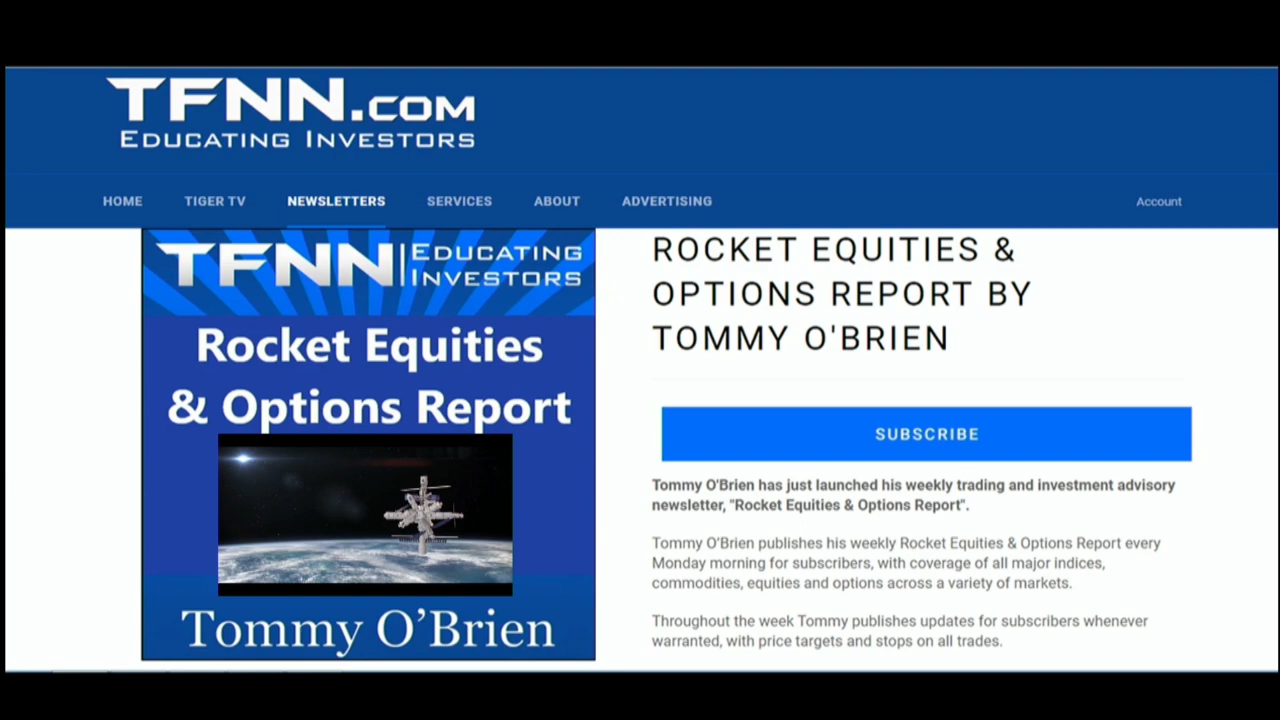 TFNN.COM
EDUCATING INVESTORS
HOME TIGER TV NEWSLETTERS SERVICES ABOUT ADVERTISING Account
TFNN EDUCATING
INVESTORS
Rocket Equities
& Options Report
Tommy O’Brien
ROCKET EQUITIES &
OPTIONS REPORT BY
TOMMY O'BRIEN
SUBSCRIBE
Tommy O'Brien has just launched his weekly trading and investment advisory
newsletter, "Rocket Equities & Options Report".
Tommy O’Brien publishes his weekly Rocket Equities & Options Report every
Monday morning for subscribers, with coverage of all major indices,
commodities, equities and options across a variety of markets.
Throughout the week Tommy publishes updates for subscribers whenever
warranted, with price targets and stops on all trades.